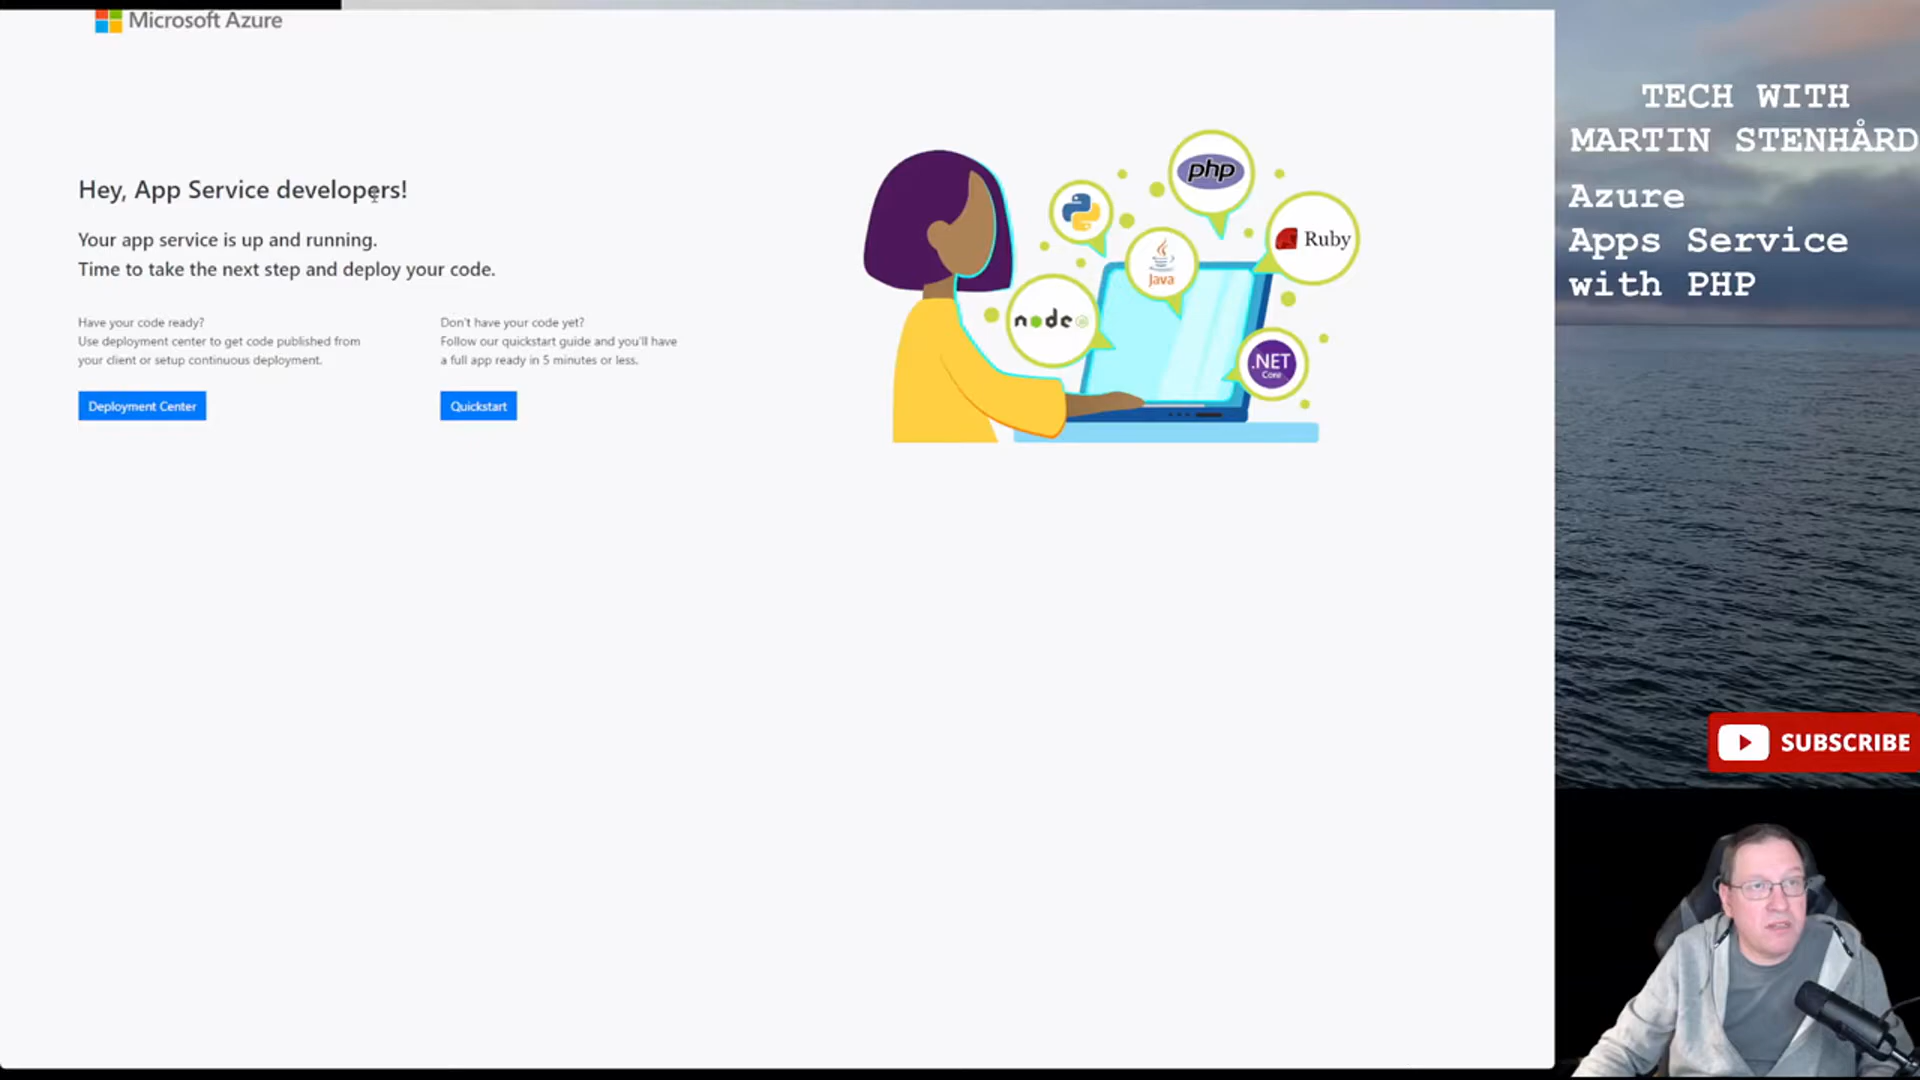 Microsoft Azure
Hey, App Service developers!
Your app service is up and running.
Time to take the next step and deploy your code.
Have your code ready?
Use deployment center to get code published from
your client or setup continuous deployment.
Deployment Center
Don't have your code yet?
Follow our quickstart guide and you'll have
a full app ready in 5 minutes or less.
Quickstart
php
Ruby
Java
node
.NET
Core
TECH WITH
MARTIN STENHÅRD
Azure
Apps Service
with PHP
SUBSCRIBE